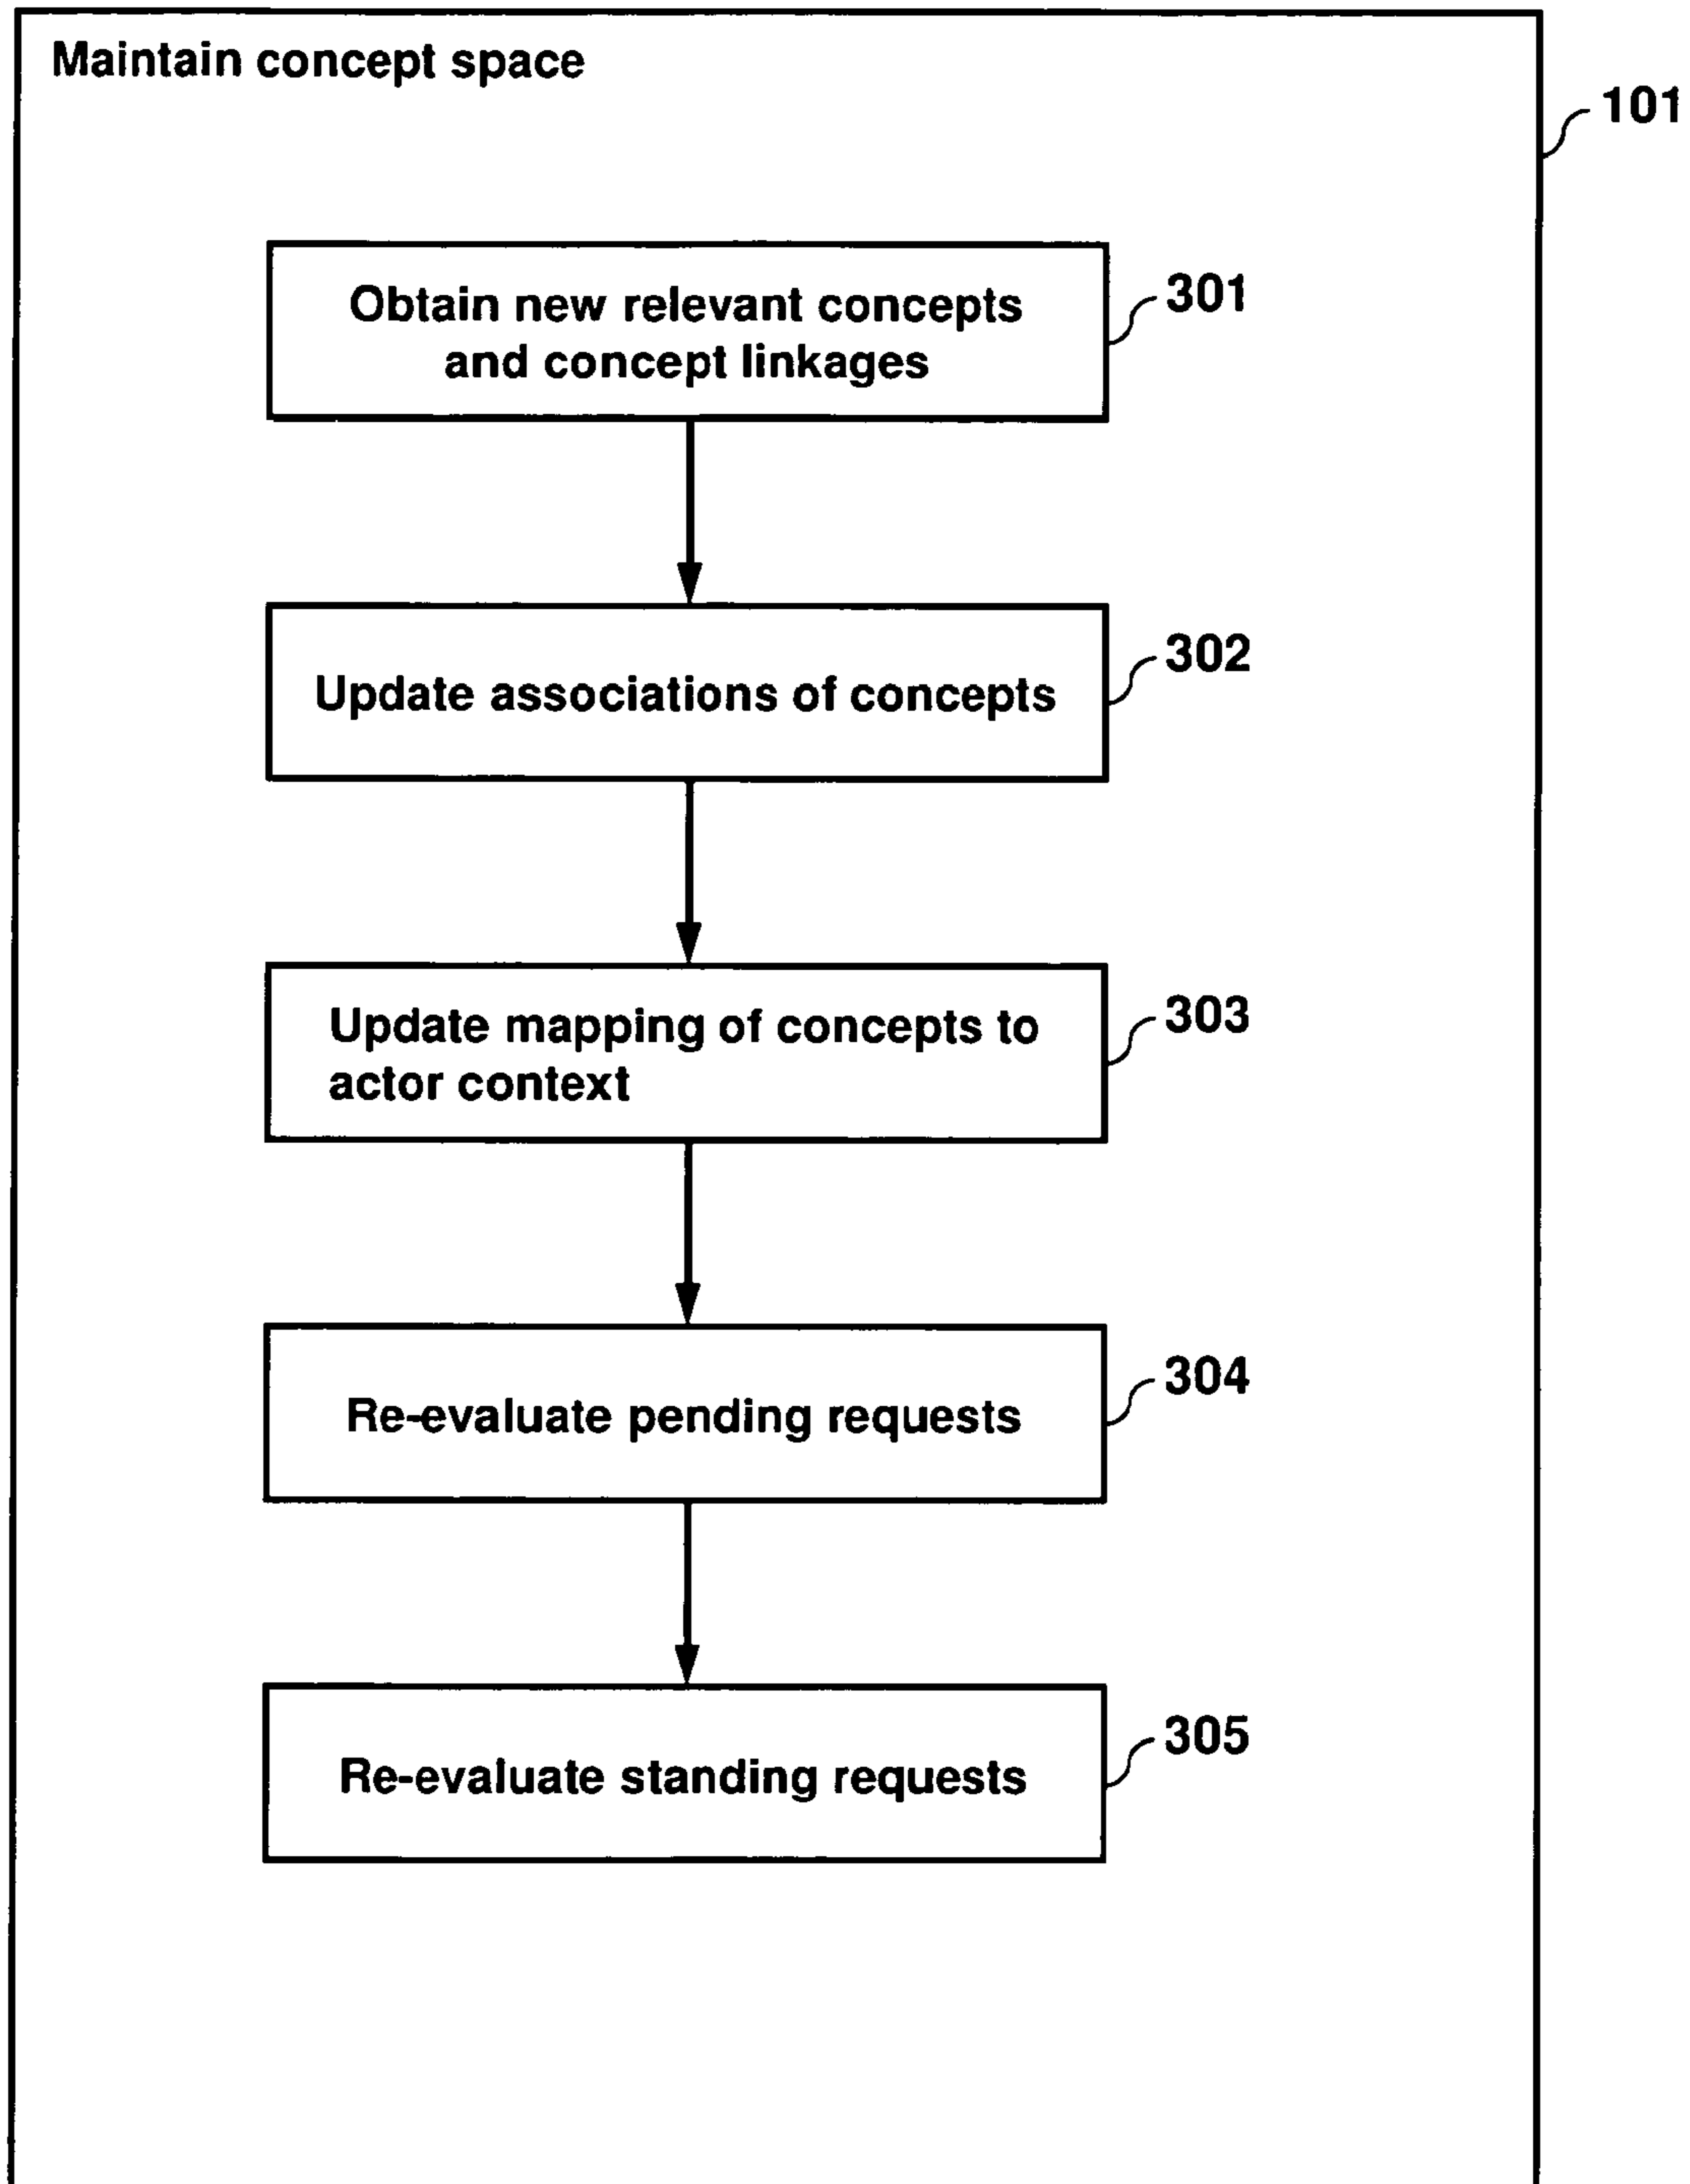 Maintain concept space
101
Obtain new relevant concepts
and concept linkages
301
Update associations of concepts
302
Update mapping of concepts to
actor context
303
Re-evaluate pending requests
304
Re-evaluate standing requests
305